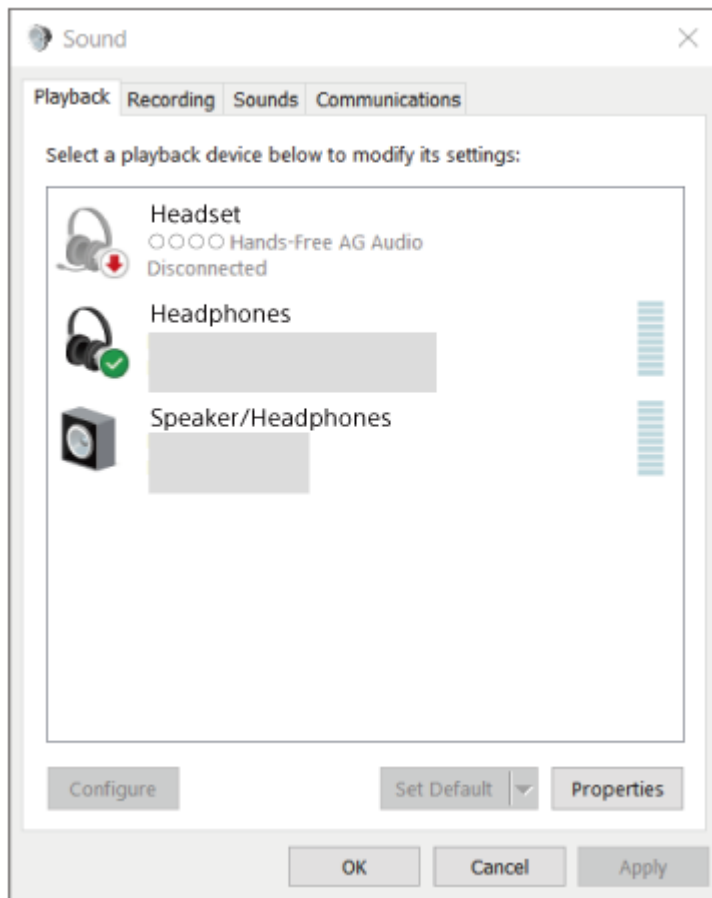 Sound
Playback Recording Sounds Communications
Select a playback device below to modify its settings:
Headset
○○○○ Hands-Free AG Audio
Disconnected
Headphones
Speaker/Headphones
Configure Set Default Properties
OK Cancel Apply